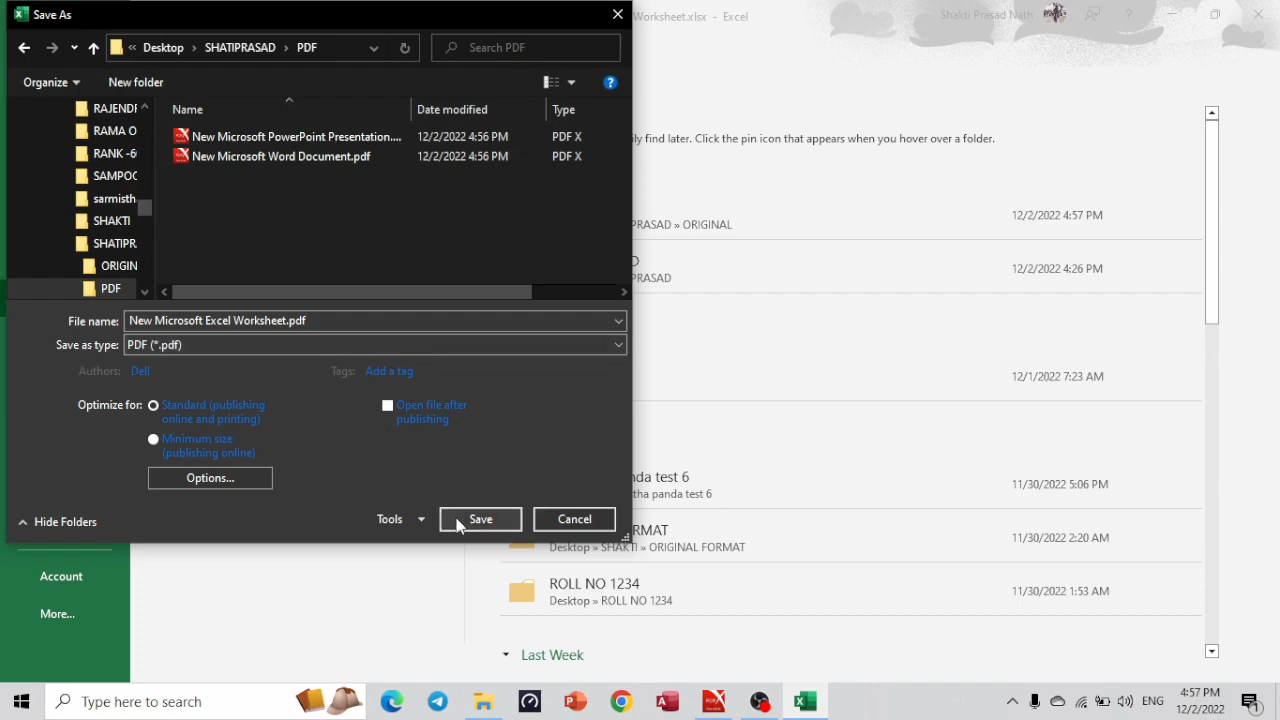 Save As
Worksheet.xlsx - Excel
Shakti Prasad Nath
?
« Desktop > SHATIPRASAD > PDF
Search PDF
Organize
New folder
?
Name
Date modified
Type
RAJENDR
RAMA O
RANK -6
SAMPOO
sarmisth
SHAKTI
SHATIPR
ORIGIN
PDF
New Microsoft PowerPoint Presentation....
12/2/2022 4:56 PM
PDF X
New Microsoft Word Document.pdf
12/2/2022 4:56 PM
PDF X
File name: New Microsoft Excel Worksheet.pdf
Save as type: PDF (*.pdf)
Authors: Dell
Tags: Add a tag
Optimize for:
Standard (publishing
online and printing)
Minimum size
(publishing online)
Open file after
publishing
Options...
Hide Folders
Tools
Save
Cancel
ily find later. Click the pin icon that appears when you hover over a folder.
PRASAD » ORIGINAL
12/2/2022 4:57 PM
D
PRASAD
12/2/2022 4:26 PM
12/1/2022 7:23 AM
nda test 6
tha panda test 6
11/30/2022 5:06 PM
RMAT
Desktop » SHAKTI » ORIGINAL FORMAT
11/30/2022 2:20 AM
ROLL NO 1234
Desktop » ROLL NO 1234
11/30/2022 1:53 AM
Last Week
Account
More...
Type here to search
ENG
4:57 PM
12/2/2022
1